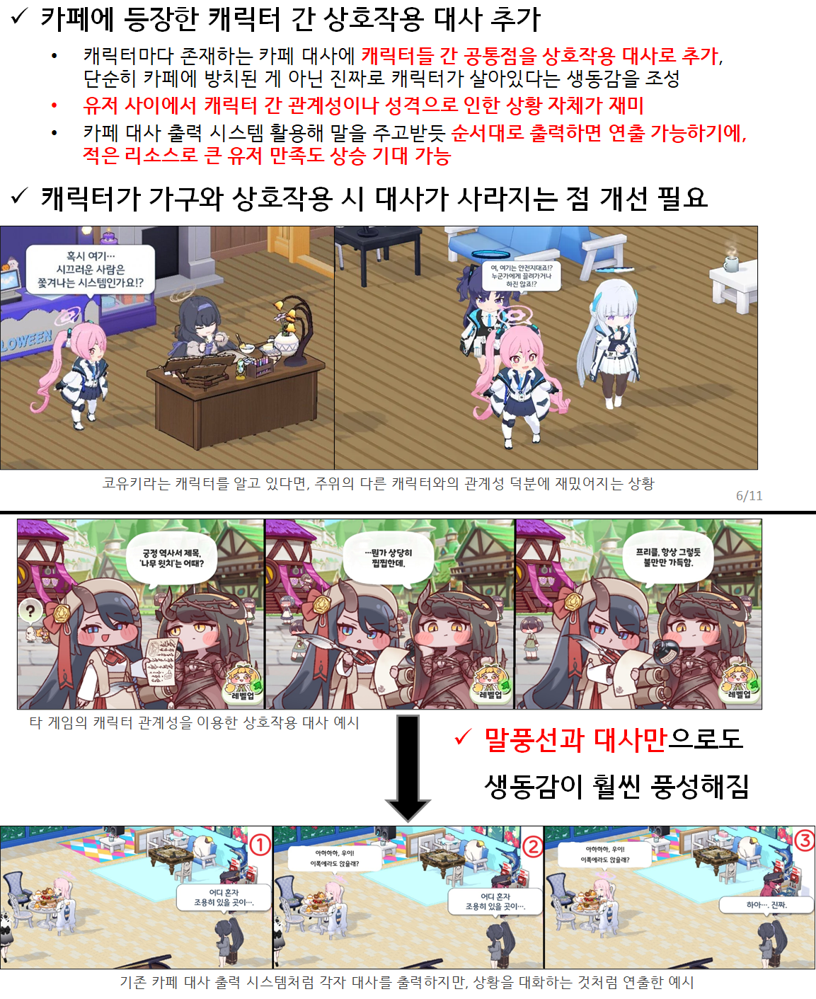 ✓ 카페에 등장한 캐릭터 간 상호작용 대사 추가
• 캐릭터마다 존재하는 카페 대사에 캐릭터들 간 공통점을 상호작용 대사로 추가,
단순히 카페에 방치된 게 아닌 진짜로 캐릭터가 살아있다는 생동감을 조성
• 유저 사이에서 캐릭터 간 관계성이나 성격으로 인한 상황 자체가 재미
• 카페 대사 출력 시스템 활용해 말을 주고받듯 순서대로 출력하면 연출 가능하기에,
적은 리소스로 큰 유저 만족도 상승 기대 가능
✓ 캐릭터가 가구와 상호작용 시 대사가 사라지는 점 개선 필요
혹시 여기…
시끄러운 사람은
쫓겨나는 시스템인가요!?
LOWEEN
여, 여기는 안전지대죠!?
누군가에게 끌려가거나
하진 않죠!?
코유키라는 캐릭터를 알고 있다면, 주위의 다른 캐릭터와의 관계성 덕분에 재밌어지는 상황
6/11
궁정 역사서 제목,
'나무 윗치'는 어때?
?
레벨업
…뭔가 상당히
찝찝한데.
레벨업
프리클, 항상 그렇듯
불만만 가득함.
레벨업
타 게임의 캐릭터 관계성을 이용한 상호작용 대사 예시
✓ 말풍선과 대사만으로도
생동감이 훨씬 풍성해짐
①
어디 혼자
조용히 있을 곳이….
②
아하하하, 우이!
이쪽에라도 앉을래?
어디 혼자
조용히 있을 곳이….
③
아하하하, 우이!
이쪽에라도 앉을래?
하아…. 진짜.
기존 카페 대사 출력 시스템처럼 각자 대사를 출력하지만, 상황을 대화하는 것처럼 연출한 예시